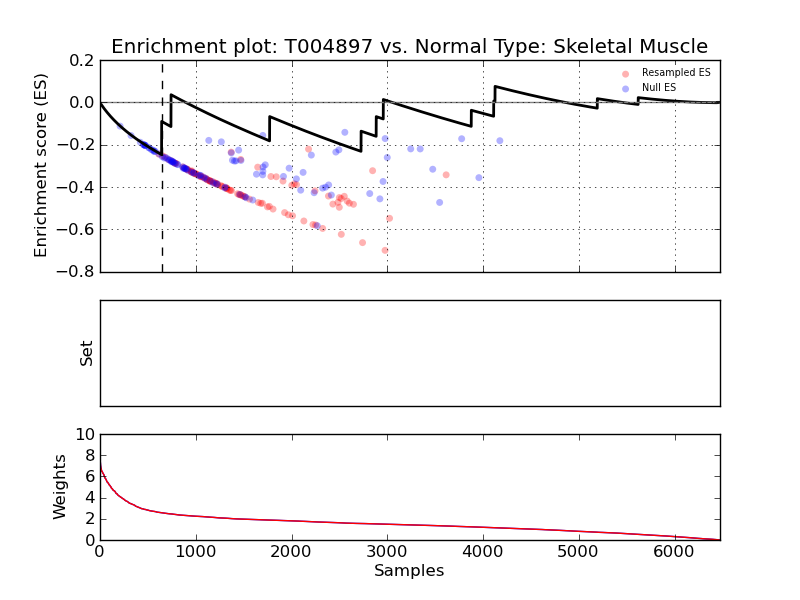 Enrichment plot: T004897 vs. Normal Type: Skeletal Muscle
Enrichment score (ES)
0.2
0.0
−0.2
−0.4
−0.6
−0.8
Resampled ES
Null ES
Set
Weights
10
8
6
4
2
0
0 1000 2000 3000 4000 5000 6000
Samples